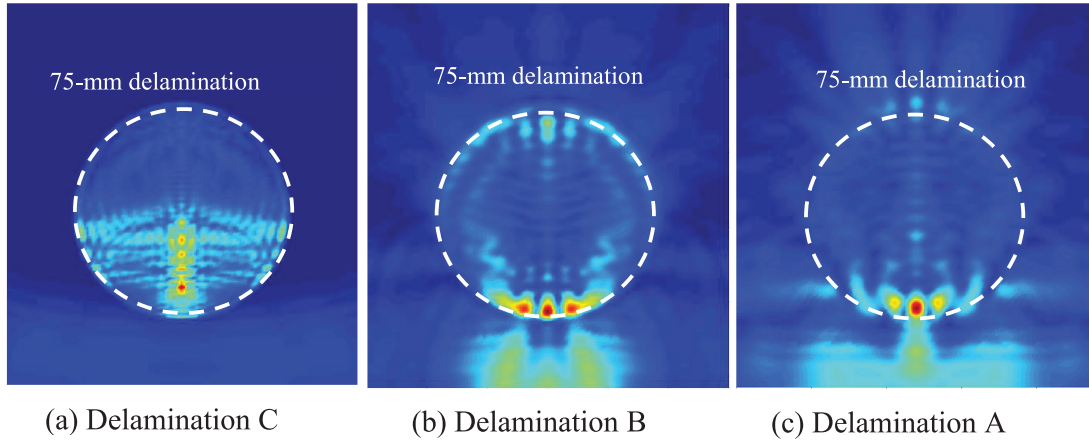 75-mm delamination
75-mm delamination
75-mm delamination
(a) Delamination C
(b) Delamination B
(c) Delamination A